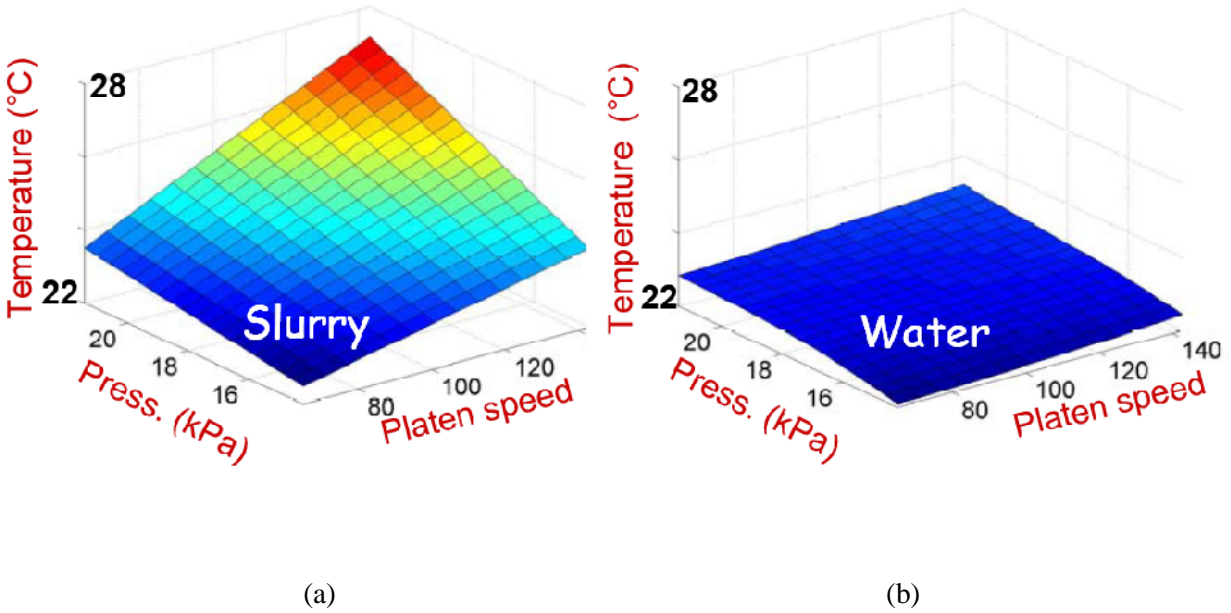 Temperature (°C)
28
22
20
18
16
Press. (kPa)
80
100
120
Platen speed
Slurry
(a)
Temperature (°C)
28
22
20
18
16
Press. (kPa)
80
100
120
140
Platen speed
Water
(b)